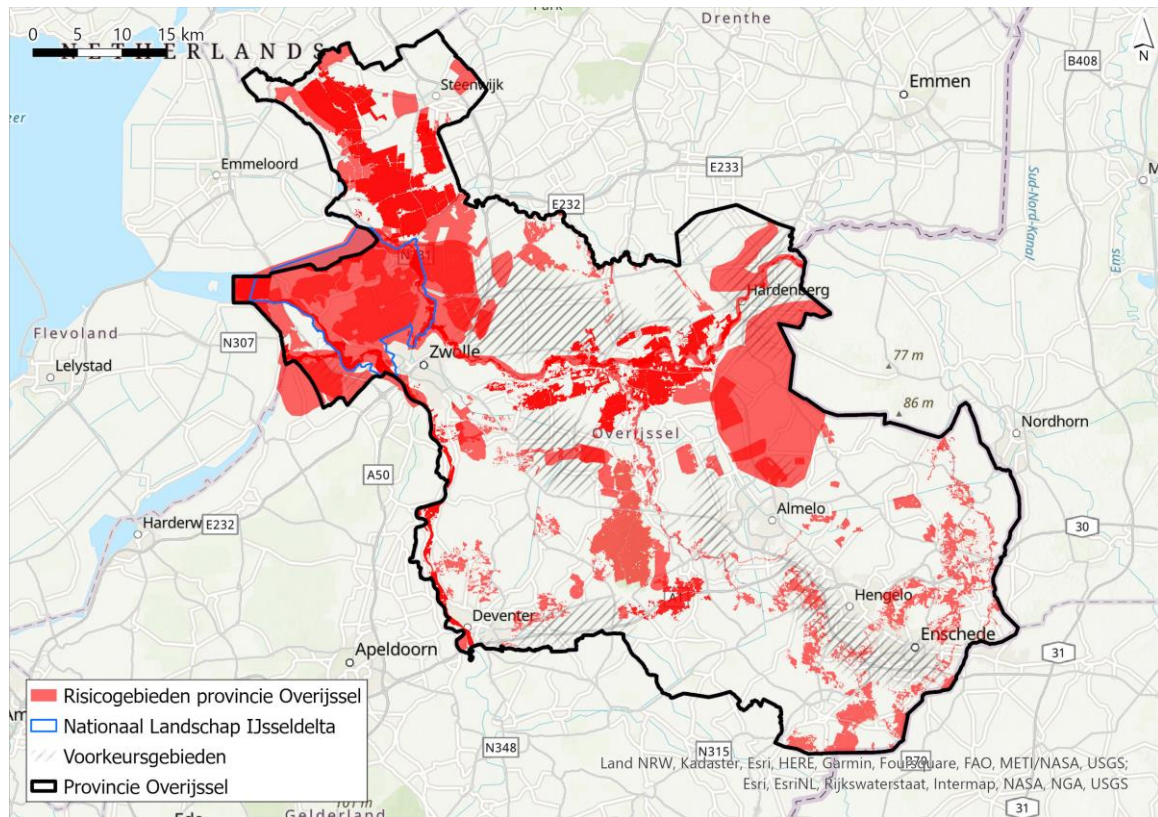 0 5 10 15 km
NETHERLANDS
Park
Drenthe
N
B408
Emmen
Steenwijk
Emmeloord
E233
E232
Sud-Nord-Kanal
Ems
Hardenberg
Flevoland
N307
Zwolle
Lelystad
77 m
86 m
Nordhorn
Overijssel
A50
Harderw
E232
Almelo
30
Hengelo
Deventer
Enschede
Apeldoorn
31
31
N348
N315
Risicogebieden provincie Overijssel
Nationaal Landschap IJsseldelta
Voorkeursgebieden
Provincie Overijssel
Land NRW, Kadaster, Esri, HERE, Garmin, Foursquare, FAO, METI/NASA, USGS;
Esri, EsriNL, Rijkswaterstaat, Intermap, NASA, NGA, USGS
Gelderland
31